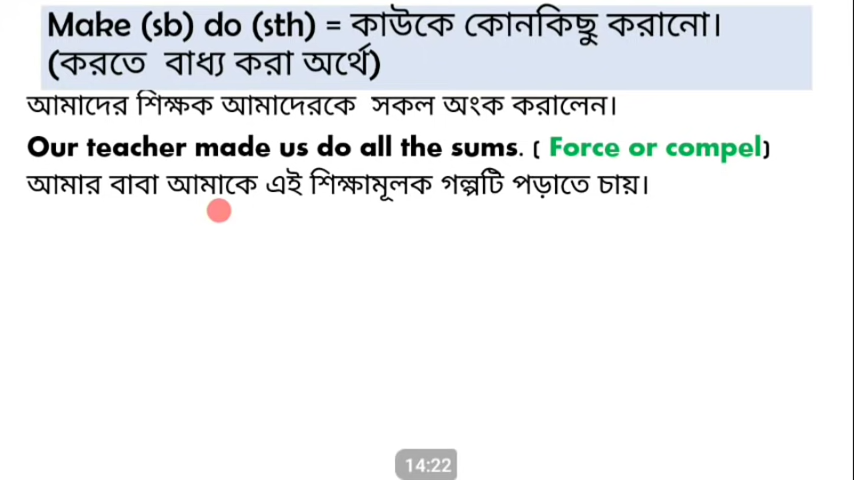 Make (sb) do (sth) = কাউকে কোনকিছু করানো।
(করতে বাধ্য করা অর্থে)
আমাদের শিক্ষক আমাদেরকে সকল অংক করালেন।
Our teacher made us do all the sums. ( Force or compel)
আমার বাবা আমাকে এই শিক্ষামূলক গল্পটি পড়াতে চায়।
14:22